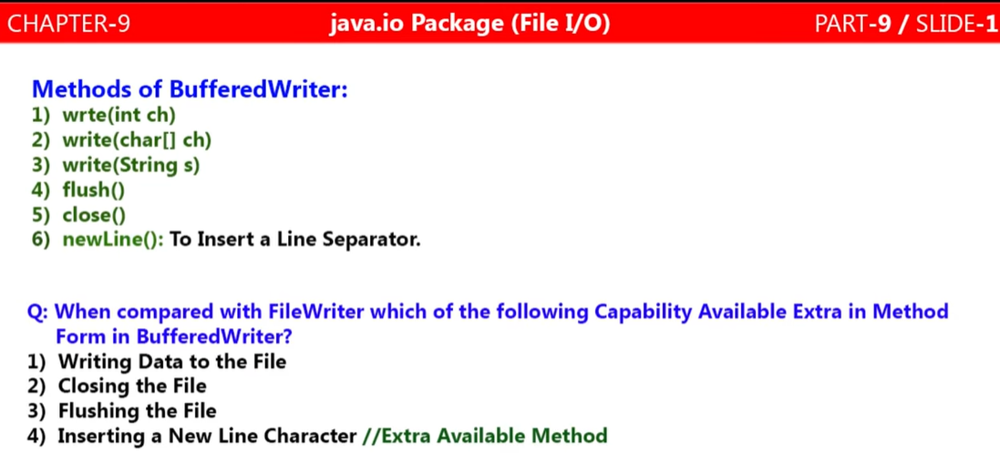 CHAPTER-9
java.io Package (File I/O)
PART-9 / SLIDE-1
Methods of BufferedWriter:
1) wrte(int ch)
2) write(char[] ch)
3) write(String s)
4) flush()
5) close()
6) newLine(): To Insert a Line Separator.
Q: When compared with FileWriter which of the following Capability Available Extra in Method
Form in BufferedWriter?
1) Writing Data to the File
2) Closing the File
3) Flushing the File
4) Inserting a New Line Character //Extra Available Method